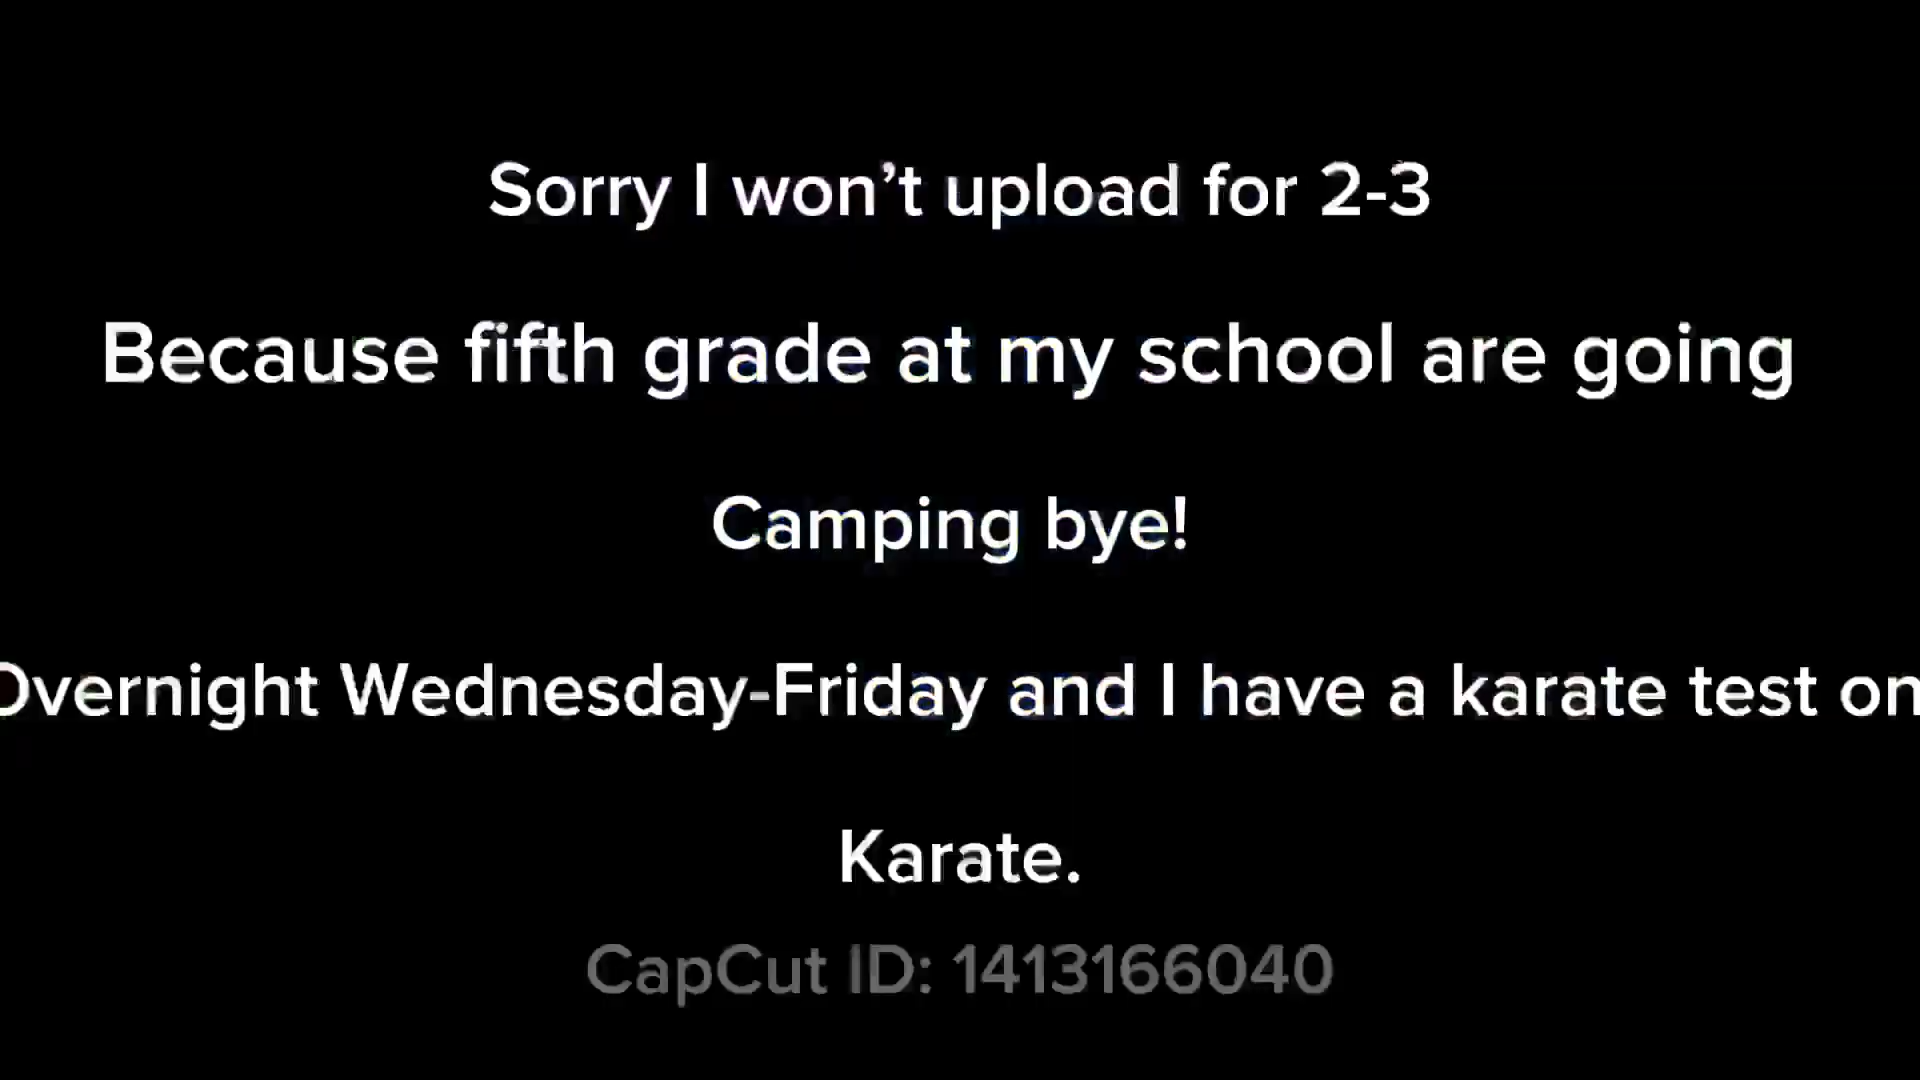 Sorry I won’t upload for 2-3
Because fifth grade at my school are going
Camping bye!
Overnight Wednesday-Friday and I have a karate test on
Karate.
CapCut ID: 1413166040